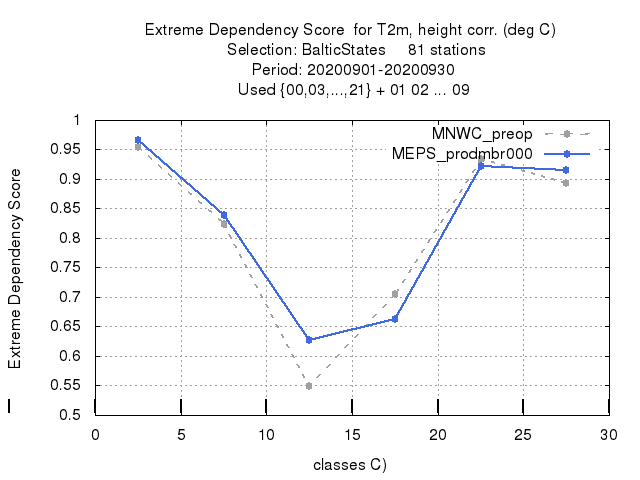 Extreme Dependency Score for T2m, height corr. (deg C)
Selection: BalticStates 81 stations
Period: 20200901-20200930
Used {00,03,...,21} + 01 02 ... 09
MNWC_preop
MEPS_prodmbr000
Extreme Dependency Score
1
0.95
0.9
0.85
0.8
0.75
0.7
0.65
0.6
0.55
0.5
0 5 10 15 20 25 30
classes C)